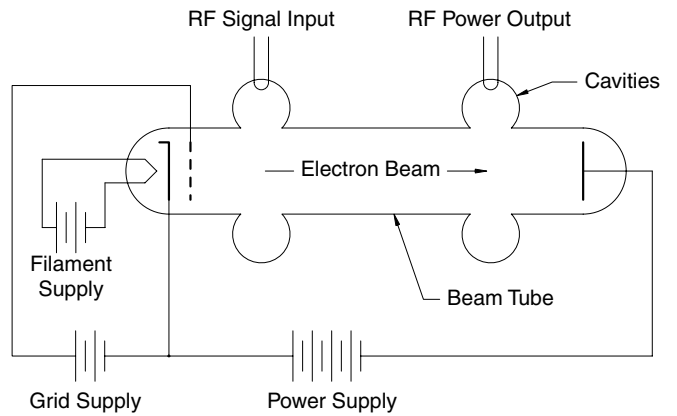 RF Signal Input
RF Power Output
Cavities
Electron Beam
Filament
Supply
Beam Tube
Grid Supply
Power Supply